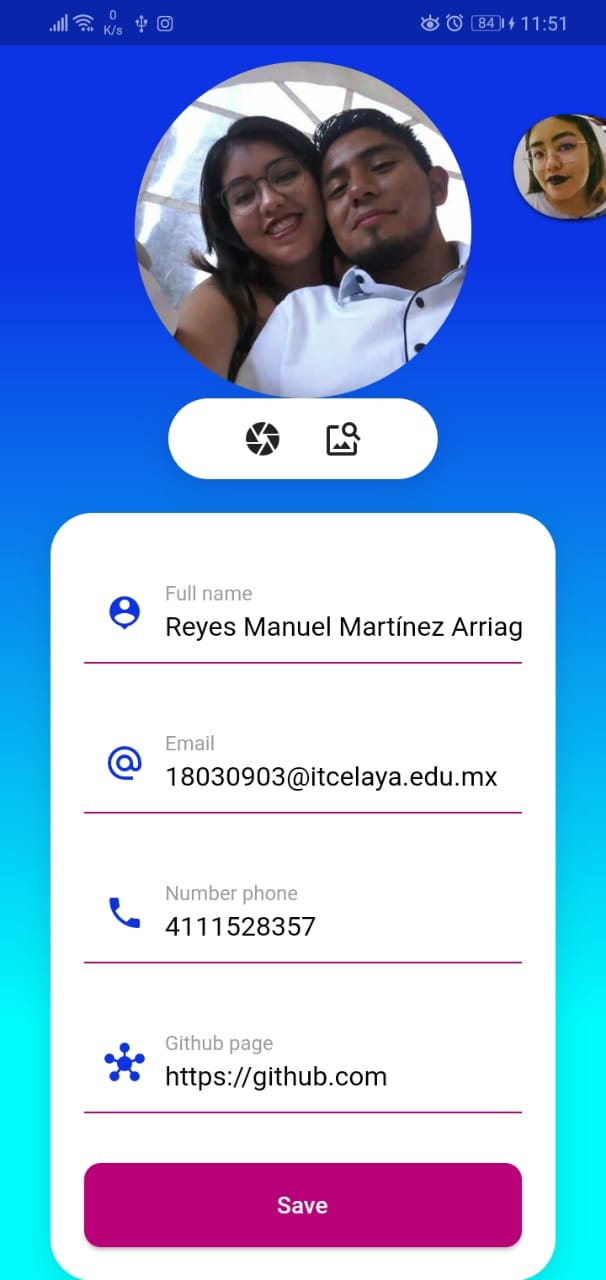 0
K/s
84
11:51
Full name
Reyes Manuel Martínez Arriag
Email
18030903@itcelaya.edu.mx
Number phone
4111528357
Github page
https://github.com
Save